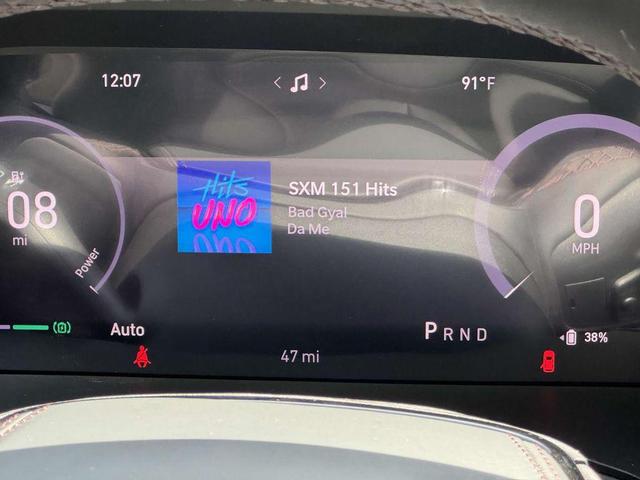 12:07
91°F
08
mi
Power
Hits
UNO
SXM 151 Hits
Bad Gyal
Da Me
0
MPH
Auto
P R N D
38%
47 mi